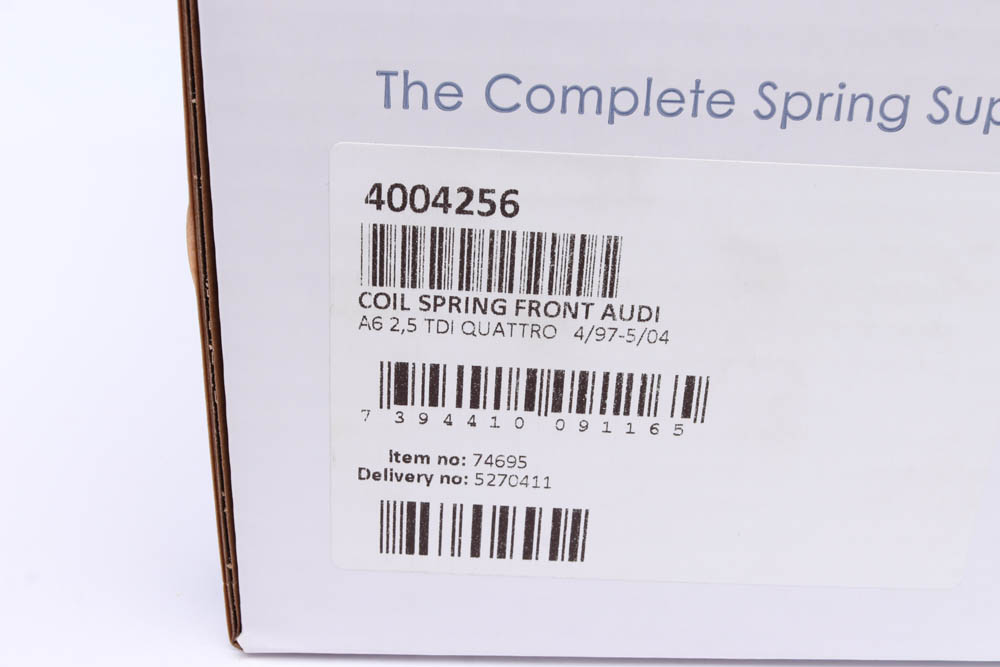 The Complete Spring
4004256
COIL SPRING FRONT AUDI
A6 2,5 TDI QUATTRO 4/97-5/04
7 394410 091165
Item no: 74695
Delivery no: 5270411